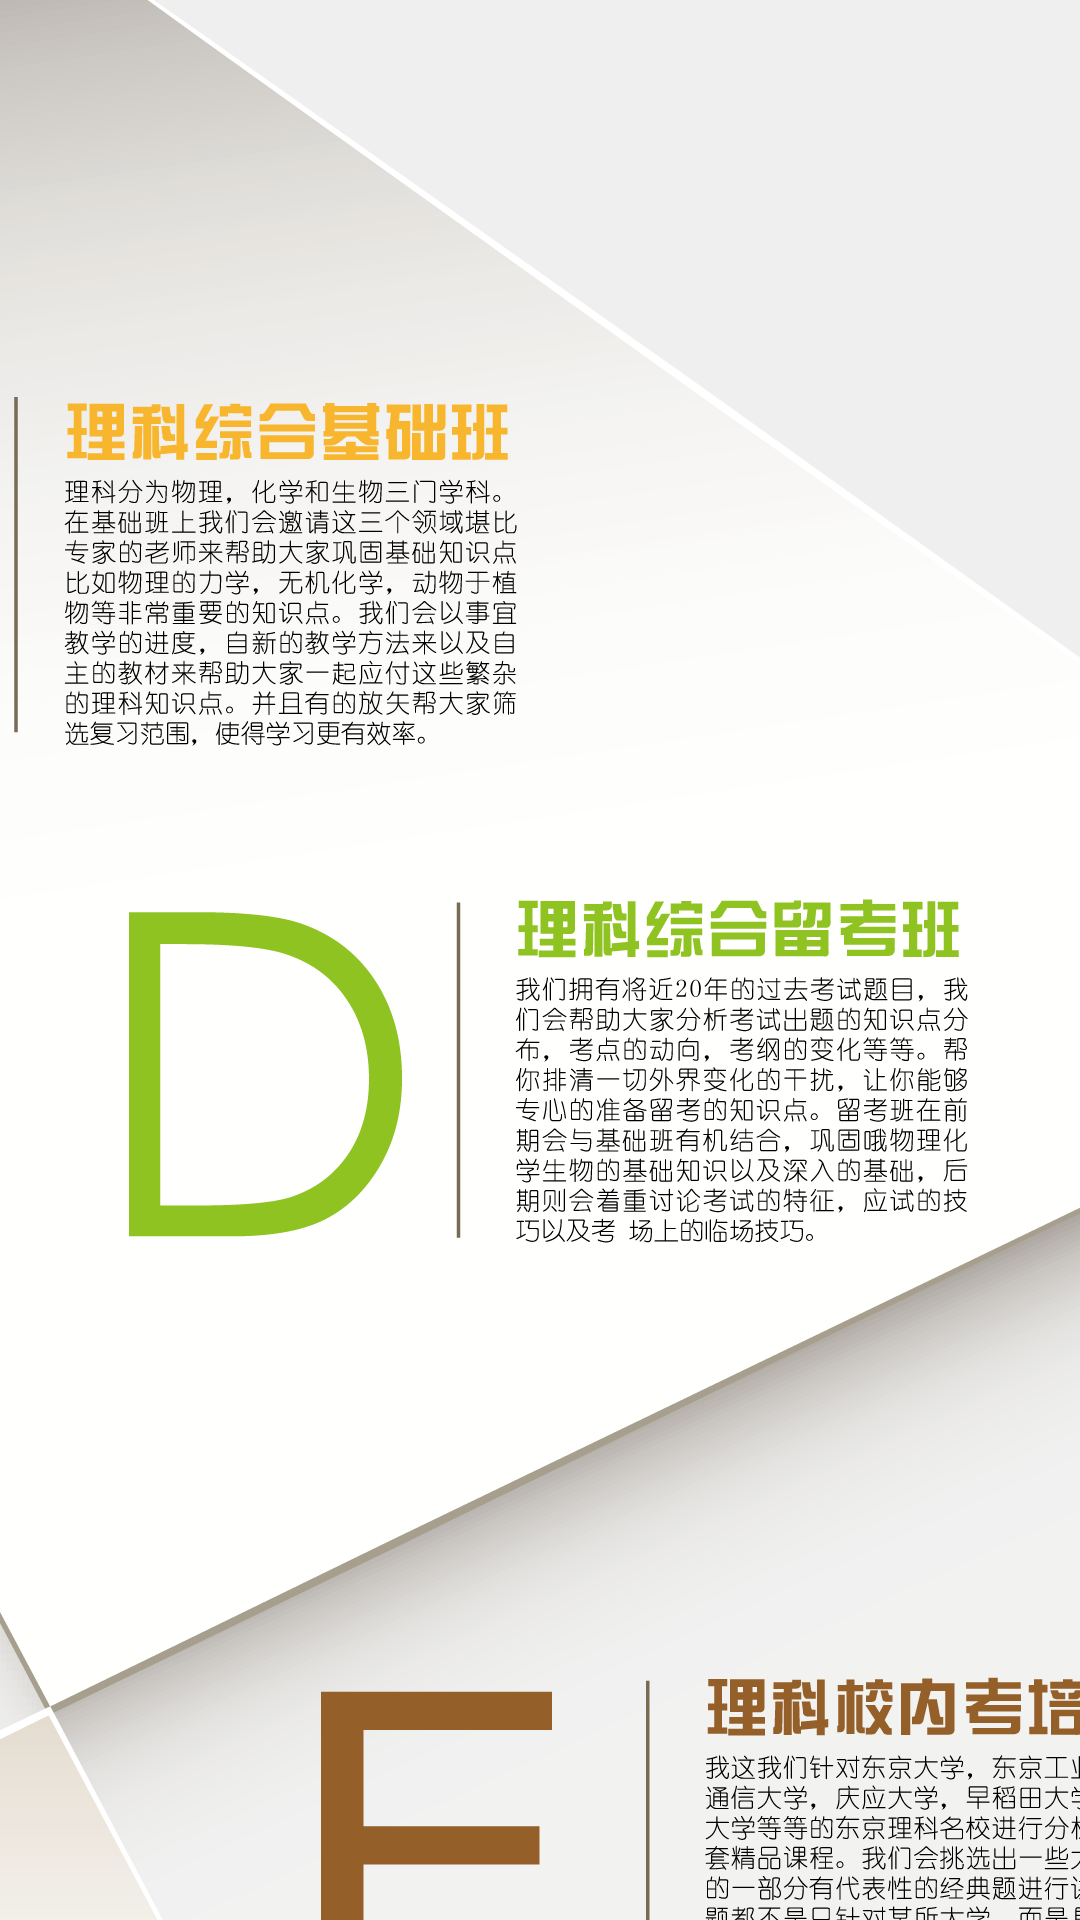 理科综合基础班
理科分为物理，化学和生物三门学科。
在基础班上我们会邀请这三个领域堪比
专家的老师来帮助大家巩固基础知识点
比如物理的力学，无机化学，动物于植
物等非常重要的知识点。我们会以事宜
教学的进度，自新的教学方法来以及自
主的教材来帮助大家一起应付这些繁杂
的理科知识点。并且有的放矢帮大家筛
选复习范围，使得学习更有效率。
D
理科综合留考班
我们拥有将近20年的过去考试题目，我
们会帮助大家分析考试出题的知识点分
布，考点的动向，考纲的变化等等。帮
你排清一切外界变化的干扰，让你能够
专心的准备留考的知识点。留考班在前
期会与基础班有机结合，巩固哦物理化
学生物的基础知识以及深入的基础，后
期则会着重讨论考试的特征，应试的技
巧以及考 场上的临场技巧。
理科校内考培
我这我们针对东京大学，东京工业
通信大学，庆应大学，早稻田大学
大学等等的东京理科名校进行分析
套精品课程。我们会挑选出一些大
的一部分有代表性的经典题进行讲
题都不是只针对某所大学，而是具